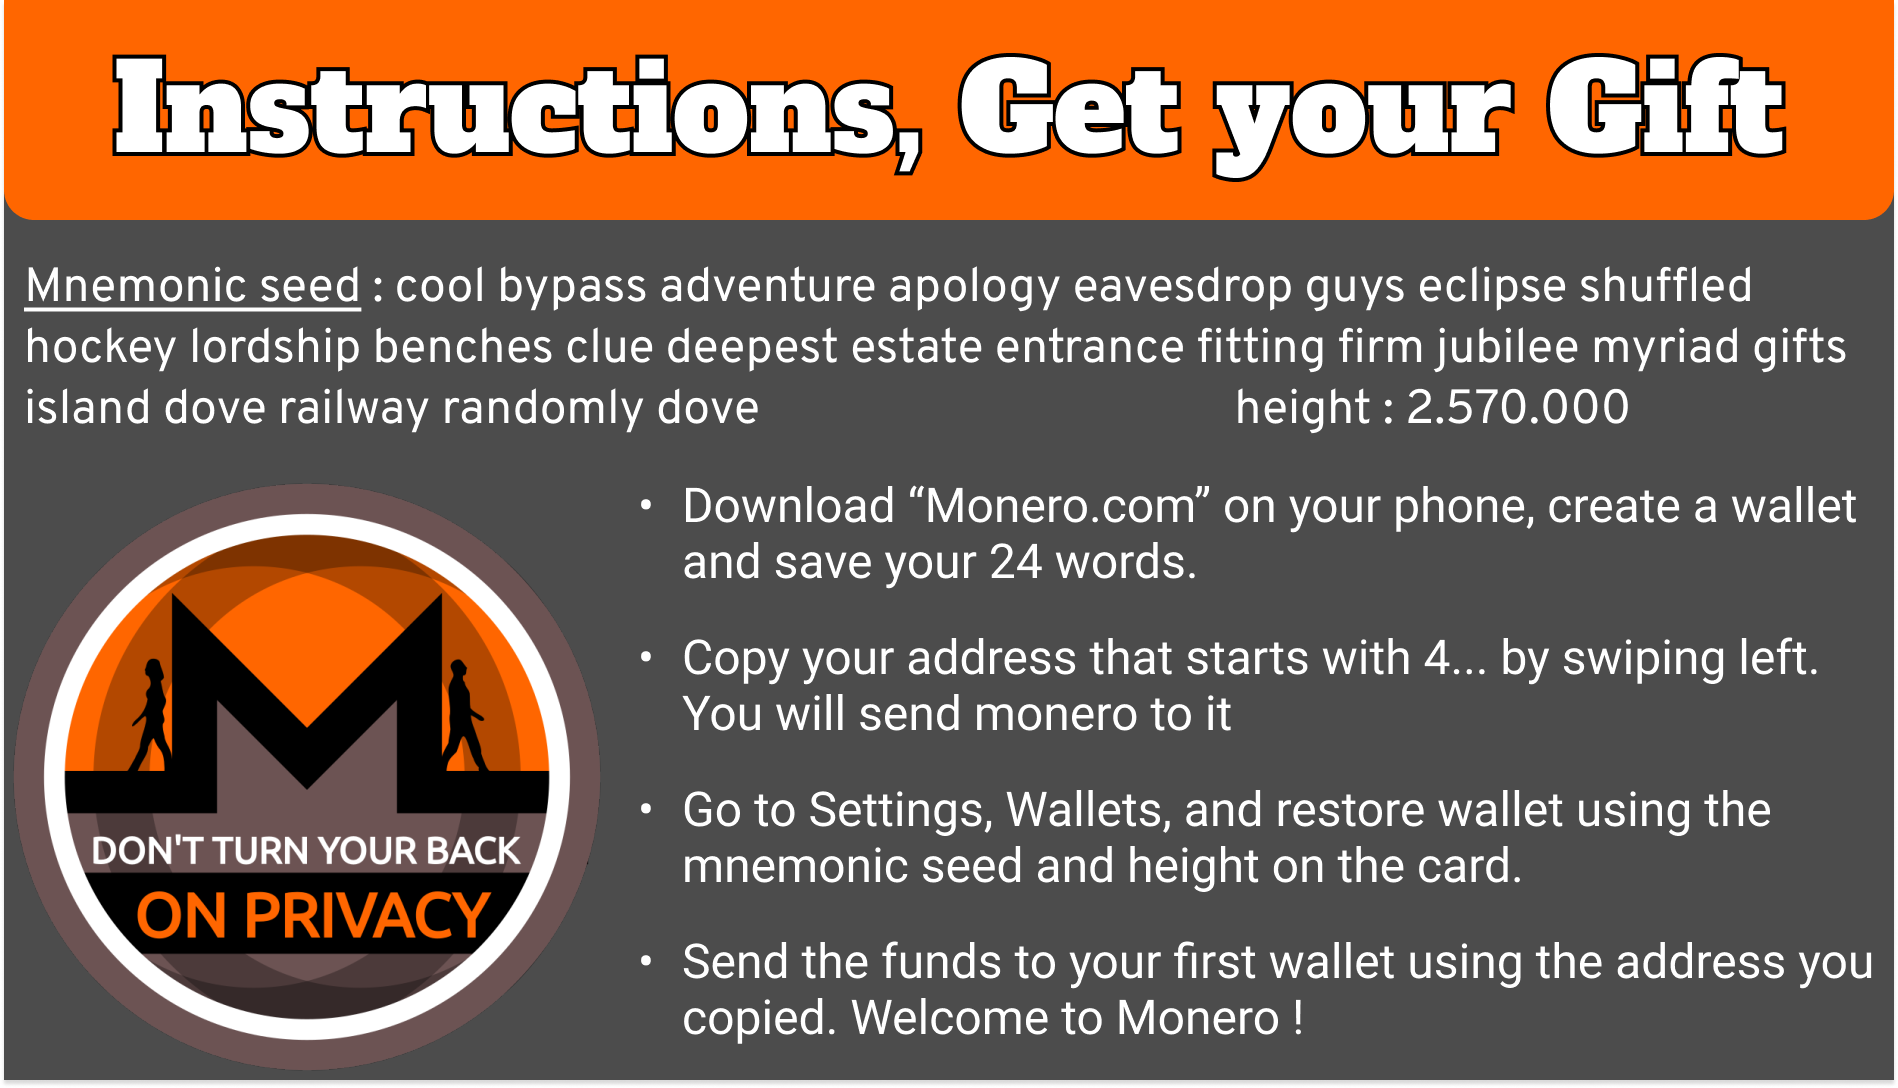 Instructions, Get your Gift
Mnemonic seed : cool bypass adventure apology eavesdrop guys eclipse shuffled
hockey lordship benches clue deepest estate entrance fitting firm jubilee myriad gifts
island dove railway randomly dove height : 2.570.000
• Download “Monero.com” on your phone, create a wallet
and save your 24 words.
• Copy your address that starts with 4... by swiping left.
You will send monero to it
• Go to Settings, Wallets, and restore wallet using the
mnemonic seed and height on the card.
• Send the funds to your first wallet using the address you
copied. Welcome to Monero !
DON'T TURN YOUR BACK
ON PRIVACY